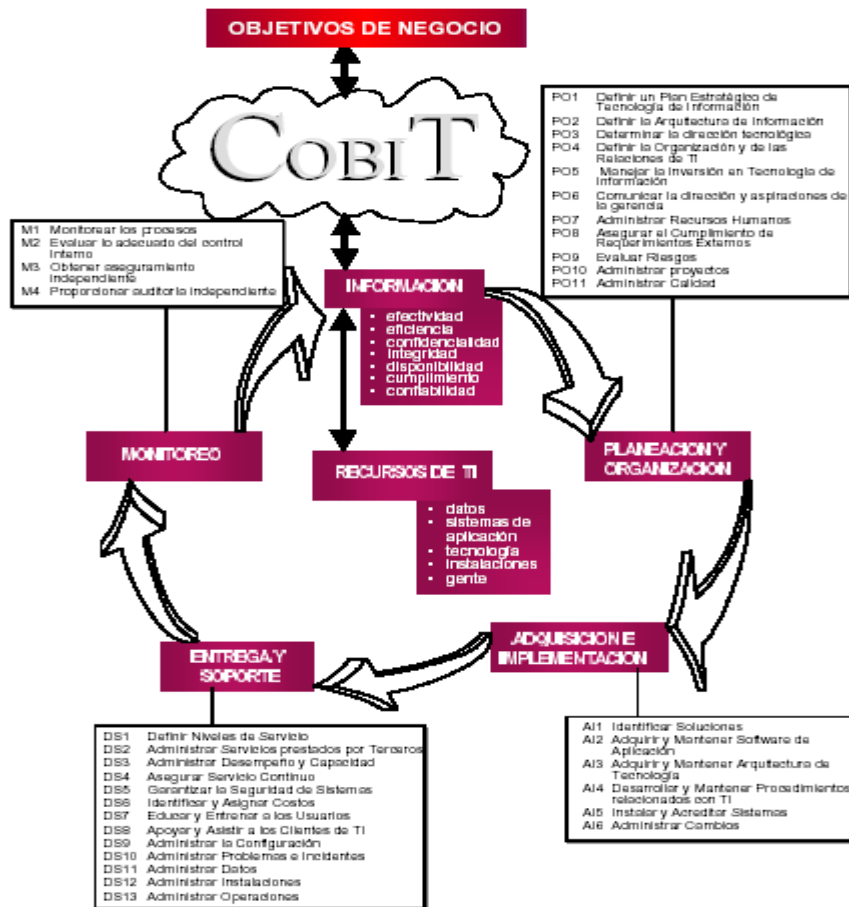 OBJETIVOS DE NEGOCIO
COBIT
PO1 Definir un Plan Estratégico de
Tecnología de Información
PO2 Definir la Arquitectura de Información
PO3 Determinar la dirección tecnológica
PO4 Definir la Organización y de las
Relaciones de TI
PO5 Manejar la Inversión en Tecnología de
Información
PO6 Comunicar la dirección y aspiraciones de
la gerencia
PO7 Administrar Recursos Humanos
PO8 Asegurar el Cumplimiento de
Requerimientos Externos
PO9 Evaluar Riesgos
PO10 Administrar proyectos
PO11 Administrar Calidad
M1 Monitorear los procesos
M2 Evaluar lo adecuado del control
Interno
M3 Obtener aseguramiento
independiente
M4 Proporcionar auditoría independiente
INFORMACION
• efectividad
• eficiencia
• confidencialidad
• integridad
• disponibilidad
• cumplimiento
• confiabilidad
MONITOREO
PLANEACION Y
ORGANIZACION
RECURSOS DE TI
• datos
• sistemas de
aplicación
• tecnología
• instalaciones
• gente
ENTREGA Y
SOPORTE
ADQUISICION E
IMPLEMENTACION
DS1 Definir Niveles de Servicio
DS2 Administrar Servicios prestados por Terceros
DS3 Administrar Desempeño y Capacidad
DS4 Asegurar Servicio Continuo
DS5 Garantizar la Seguridad de Sistemas
DS6 Identificar y Asignar Costos
DS7 Educar y Entrenar a los Usuarios
DS8 Apoyar y Asistir a los Clientes de TI
DS9 Administrar la Configuración
DS10 Administrar Problemas e Incidentes
DS11 Administrar Datos
DS12 Administrar Instalaciones
DS13 Administrar Operaciones
AI1 Identificar Soluciones
AI2 Adquirir y Mantener Software de
Aplicación
AI3 Adquirir y Mantener Arquitectura de
Tecnología
AI4 Desarrollar y Mantener Procedimientos
relacionados con TI
AI5 Instalar y Acreditar Sistemas
AI6 Administrar Cambios